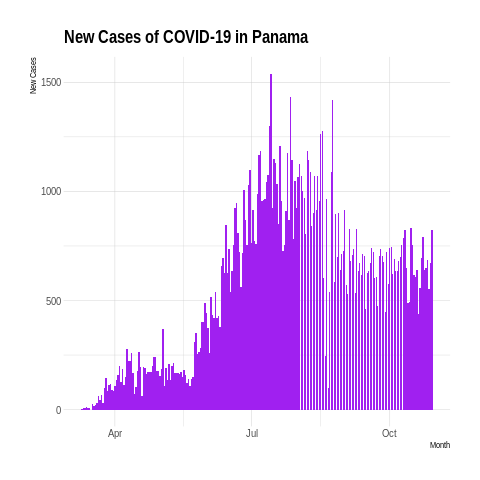 New Cases of COVID-19 in Panama
New Cases
1500
1000
500
0
Apr
Jul
Oct
Month